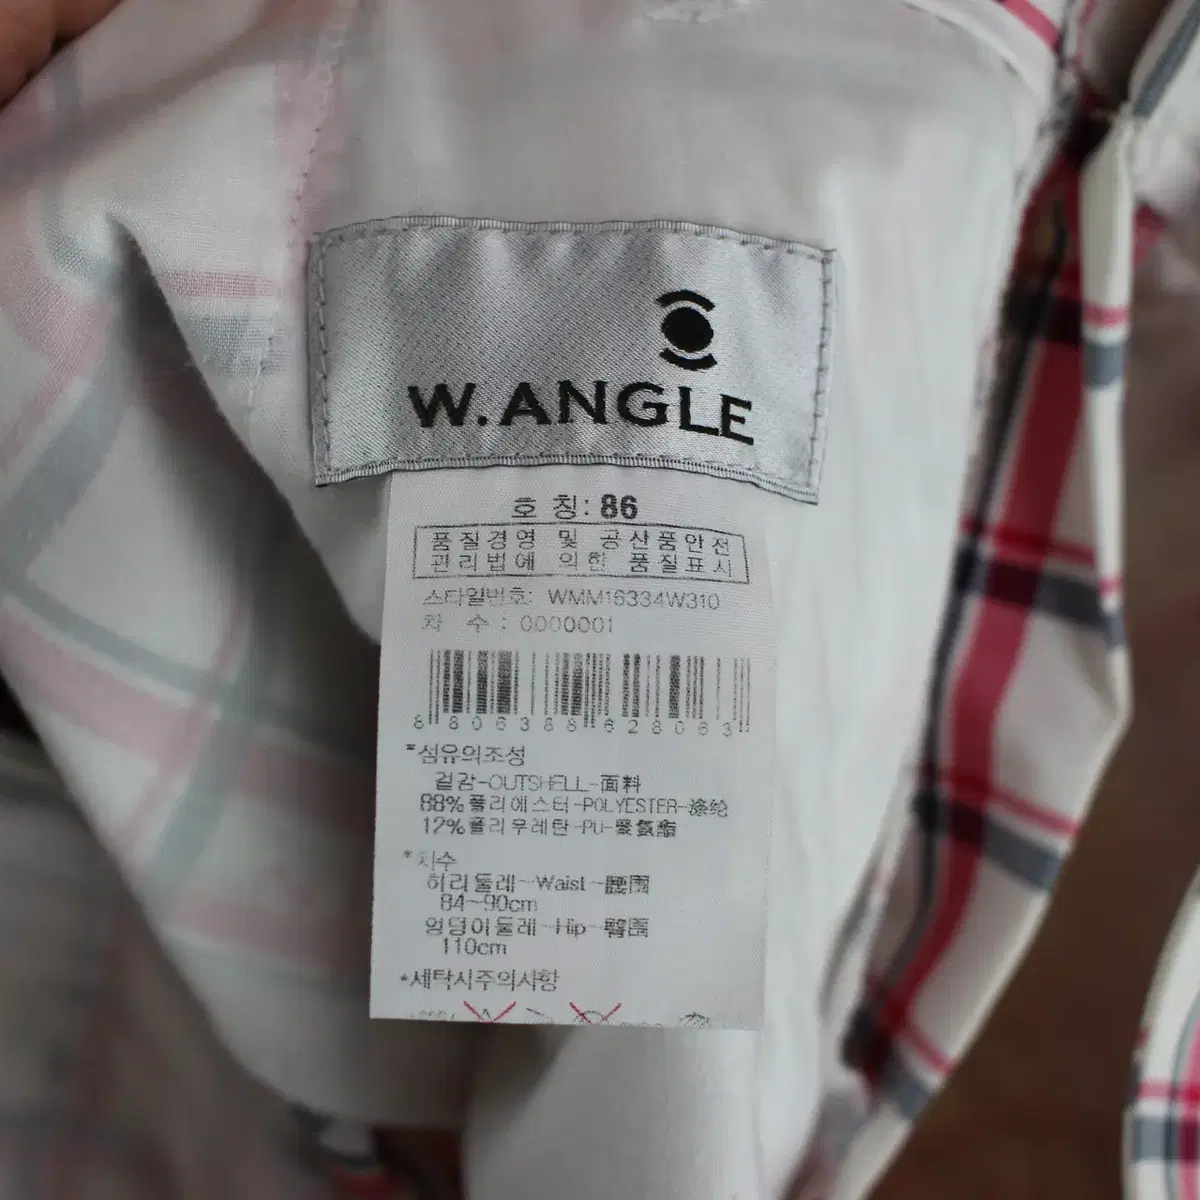 W.ANGLE
호 칭: 86
품질경영 및 공산품안전
관리법에 의한 품질표시
스타일번호: WMM16334W310
차 수: 0000001
8 806388 628063
*섬유의조성
겉감-OUTSHELL-面料
88%폴리에스터-POLYESTER-涤纶
12%폴리우레탄-PU-聚氨酯
*치수
허리둘레-Waist-腰围
84~90cm
엉덩이둘레-Hip-臀围
110cm
*세탁시주의사항